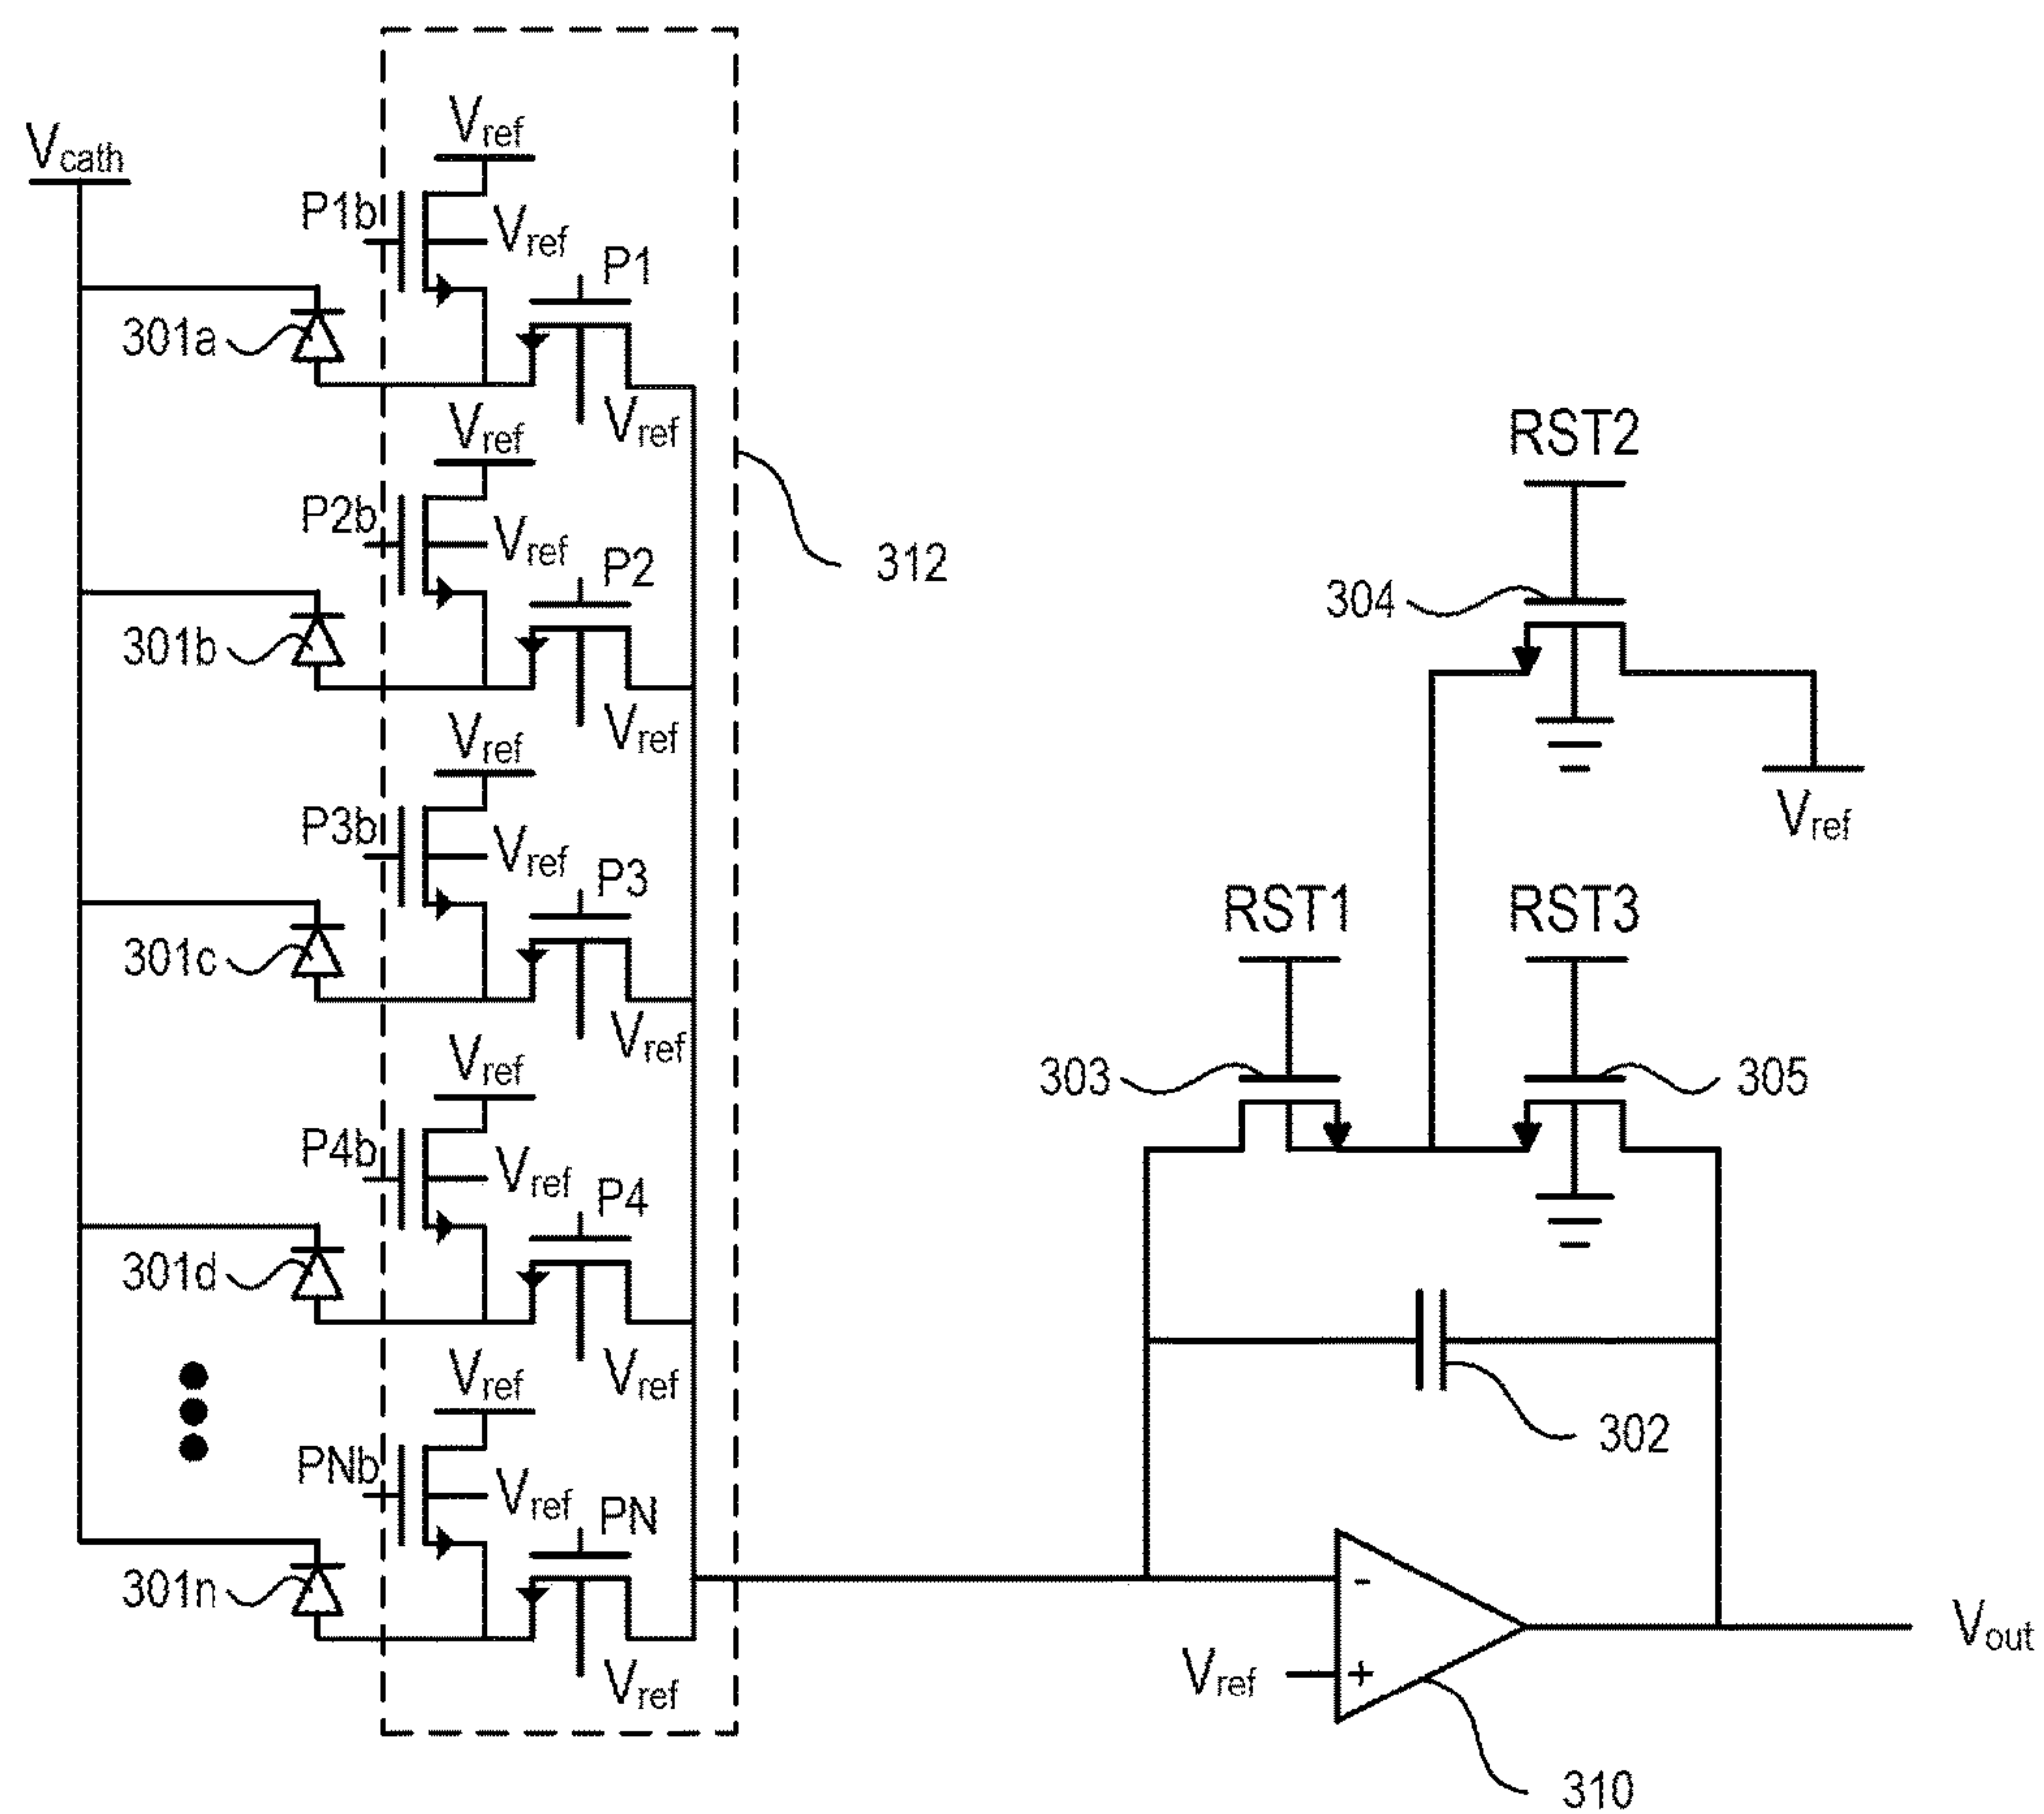 Vcath
Vref
P1b
Vref
P1
301a
Vref
Vref
P2b
Vref
P2
301b
Vref
312
Vref
P3b
Vref
P3
301c
Vref
Vref
P4b
Vref
P4
301d
Vref
Vref
PNb
Vref
PN
301n
Vref
RST2
304
Vref
RST1
RST3
303
305
302
-
Vref
+
Vout
310